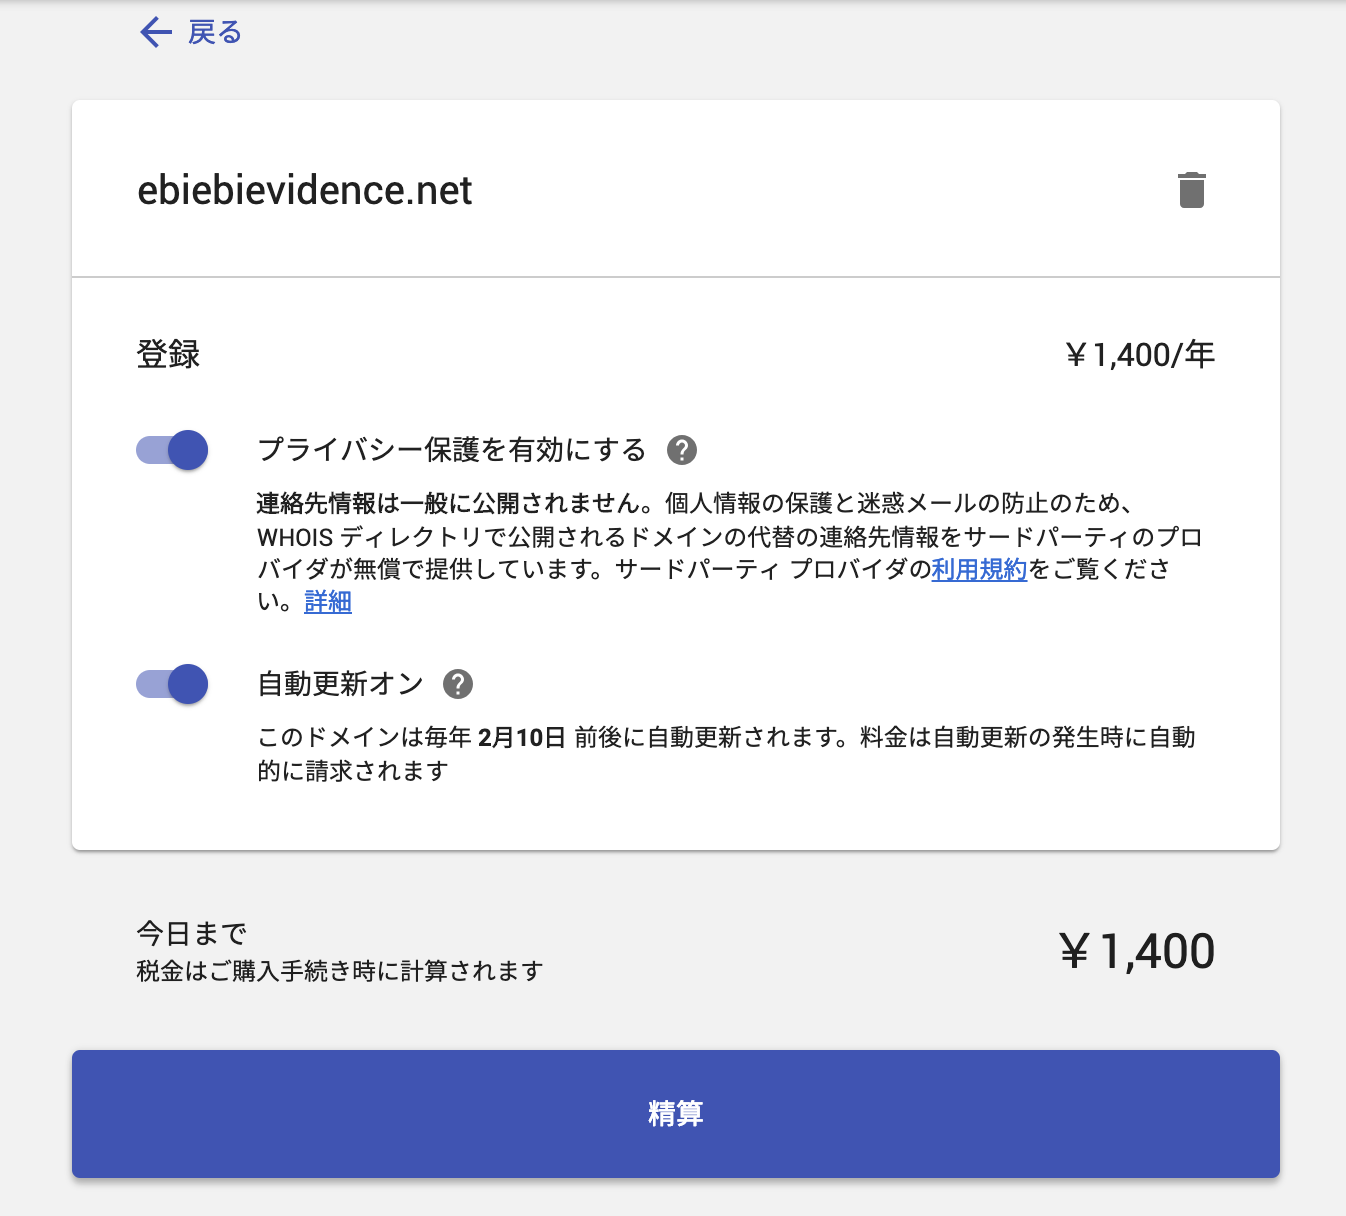 戻る
ebiebievidence.net
登録
￥1,400/年
プライバシー保護を有効にする
連絡先情報は一般に公開されません。個人情報の保護と迷惑メールの防止のため、
WHOIS ディレクトリで公開されるドメインの代替の連絡先情報をサードパーティのプロ
バイダが無償で提供しています。サードパーティ プロバイダの利用規約をご覧くださ
い。詳細
自動更新オン
このドメインは毎年 2月10日 前後に自動更新されます。料金は自動更新の発生時に自動
的に請求されます
今日まで
税金はご購入手続き時に計算されます
￥1,400
精算